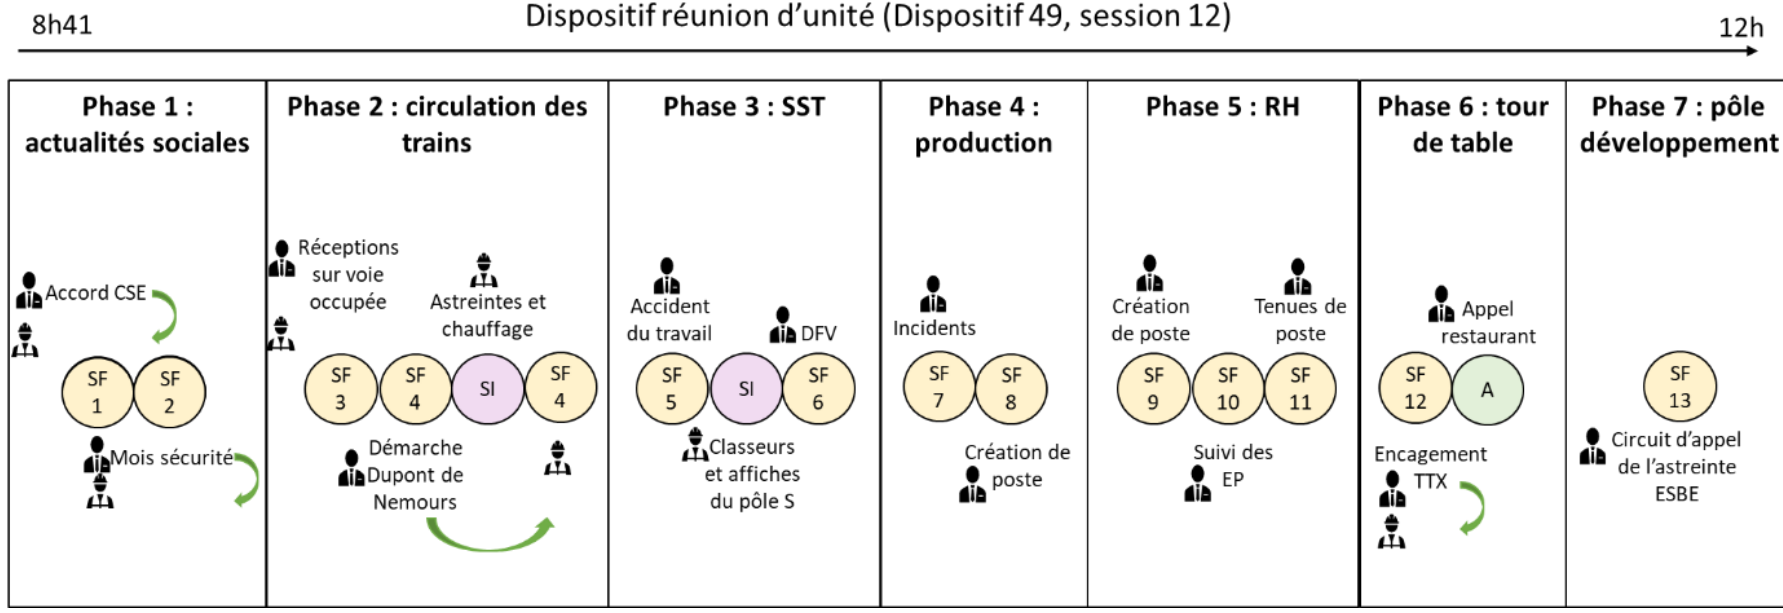 Dispositif réunion d'unité (Dispositif 49, session 12)
8h41
12h
Phase 1 :
actualités sociales
Accord CSE
SF
1
SF
2
Mois sécurité
Phase 2 : circulation des
trains
Réceptions
sur voie
occupée
Astreintes et
chauffage
SF
3
SF
4
SI
SF
4
Démarche
Dupont de
Nemours
Phase 3 : SST
Accident
du travail
DFV
SF
5
SI
SF
6
Classeurs
et affiches
du pôle S
Phase 4 :
production
Incidents
SF
7
SF
8
Création de
poste
Phase 5 : RH
Création
de poste
Tenues de
poste
SF
9
SF
10
SF
11
Suivi des
EP
Phase 6 : tour
de table
Appel
restaurant
SF
12
A
Encagement
TTX
Phase 7 : pôle
développement
SF
13
Circuit d'appel
de l'astreinte
ESBE